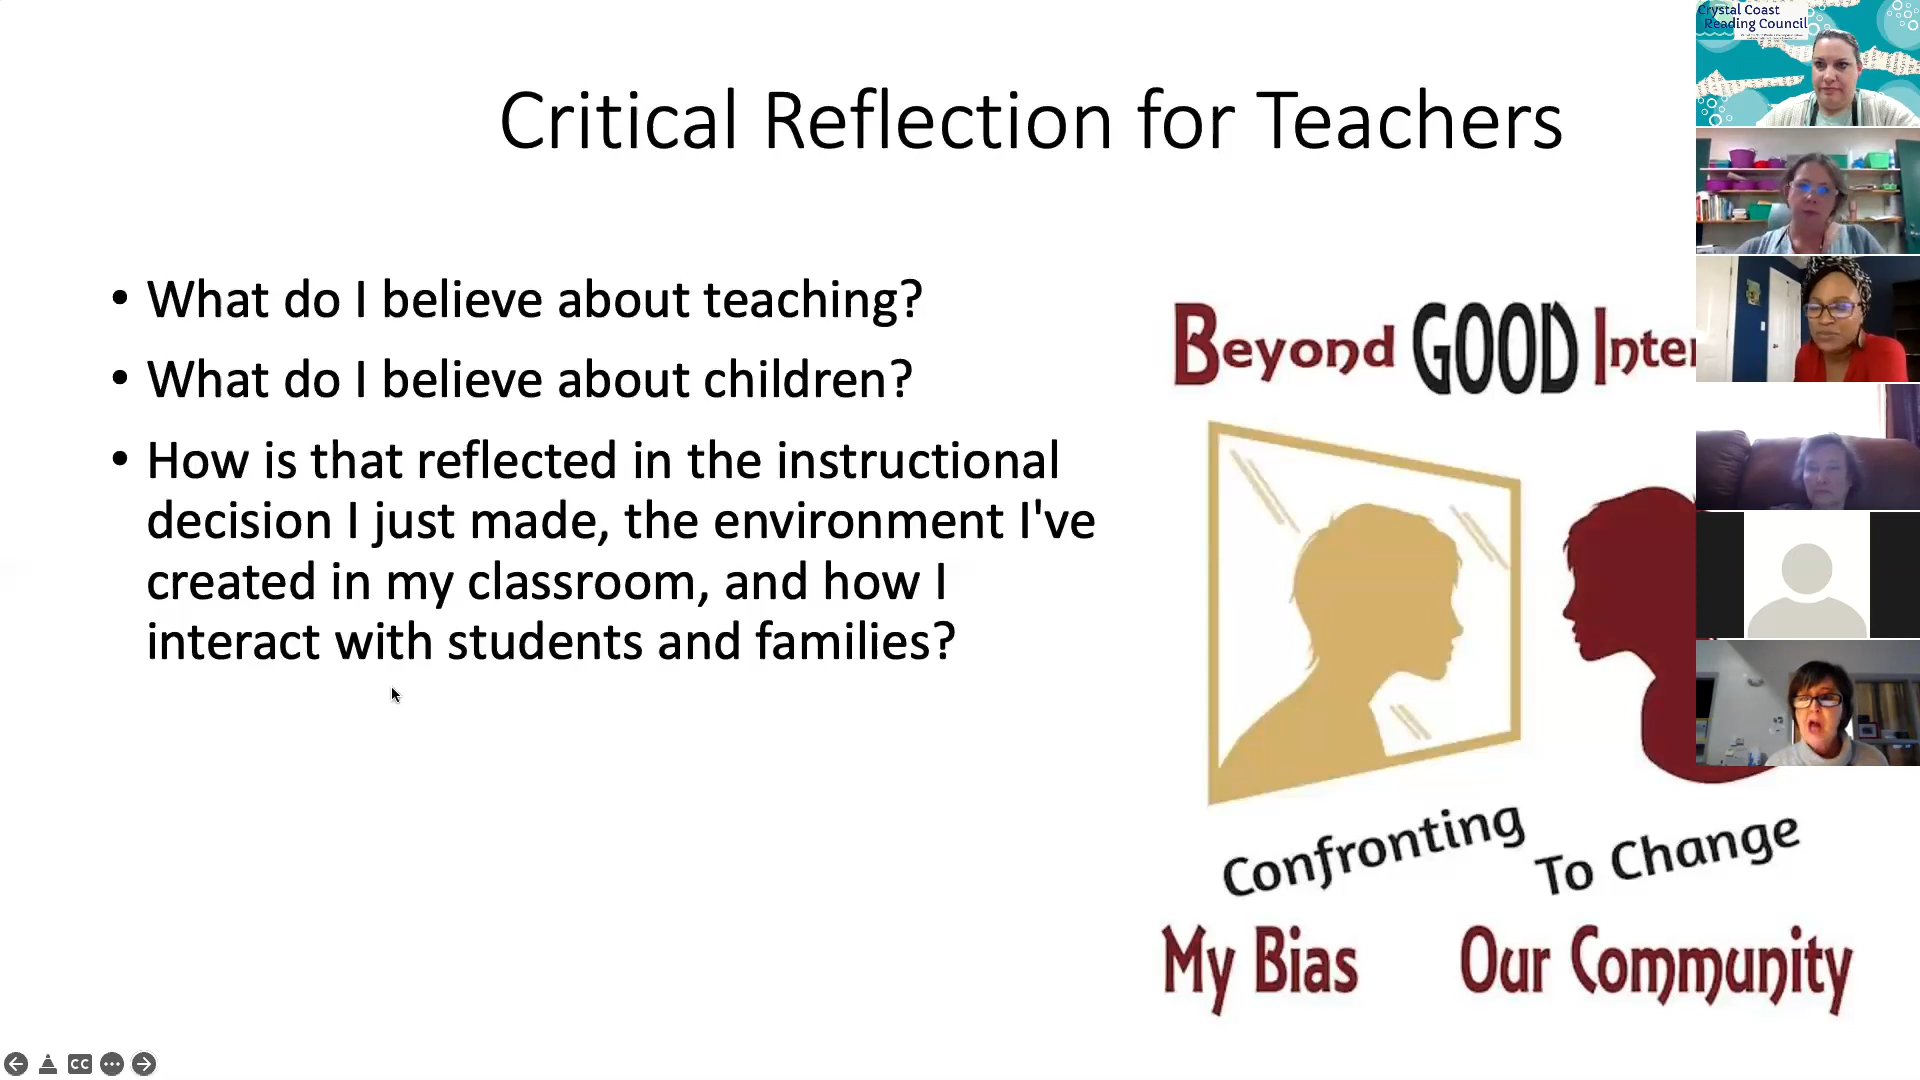 Critical Reflection for Teachers
• What do I believe about teaching?
• What do I believe about children?
• How is that reflected in the instructional
decision I just made, the environment I've
created in my classroom, and how I
interact with students and families?
Beyond GOOD Inter
Confronting
To Change
My Bias
Our Community
Crystal Coast
Reading Council
CC